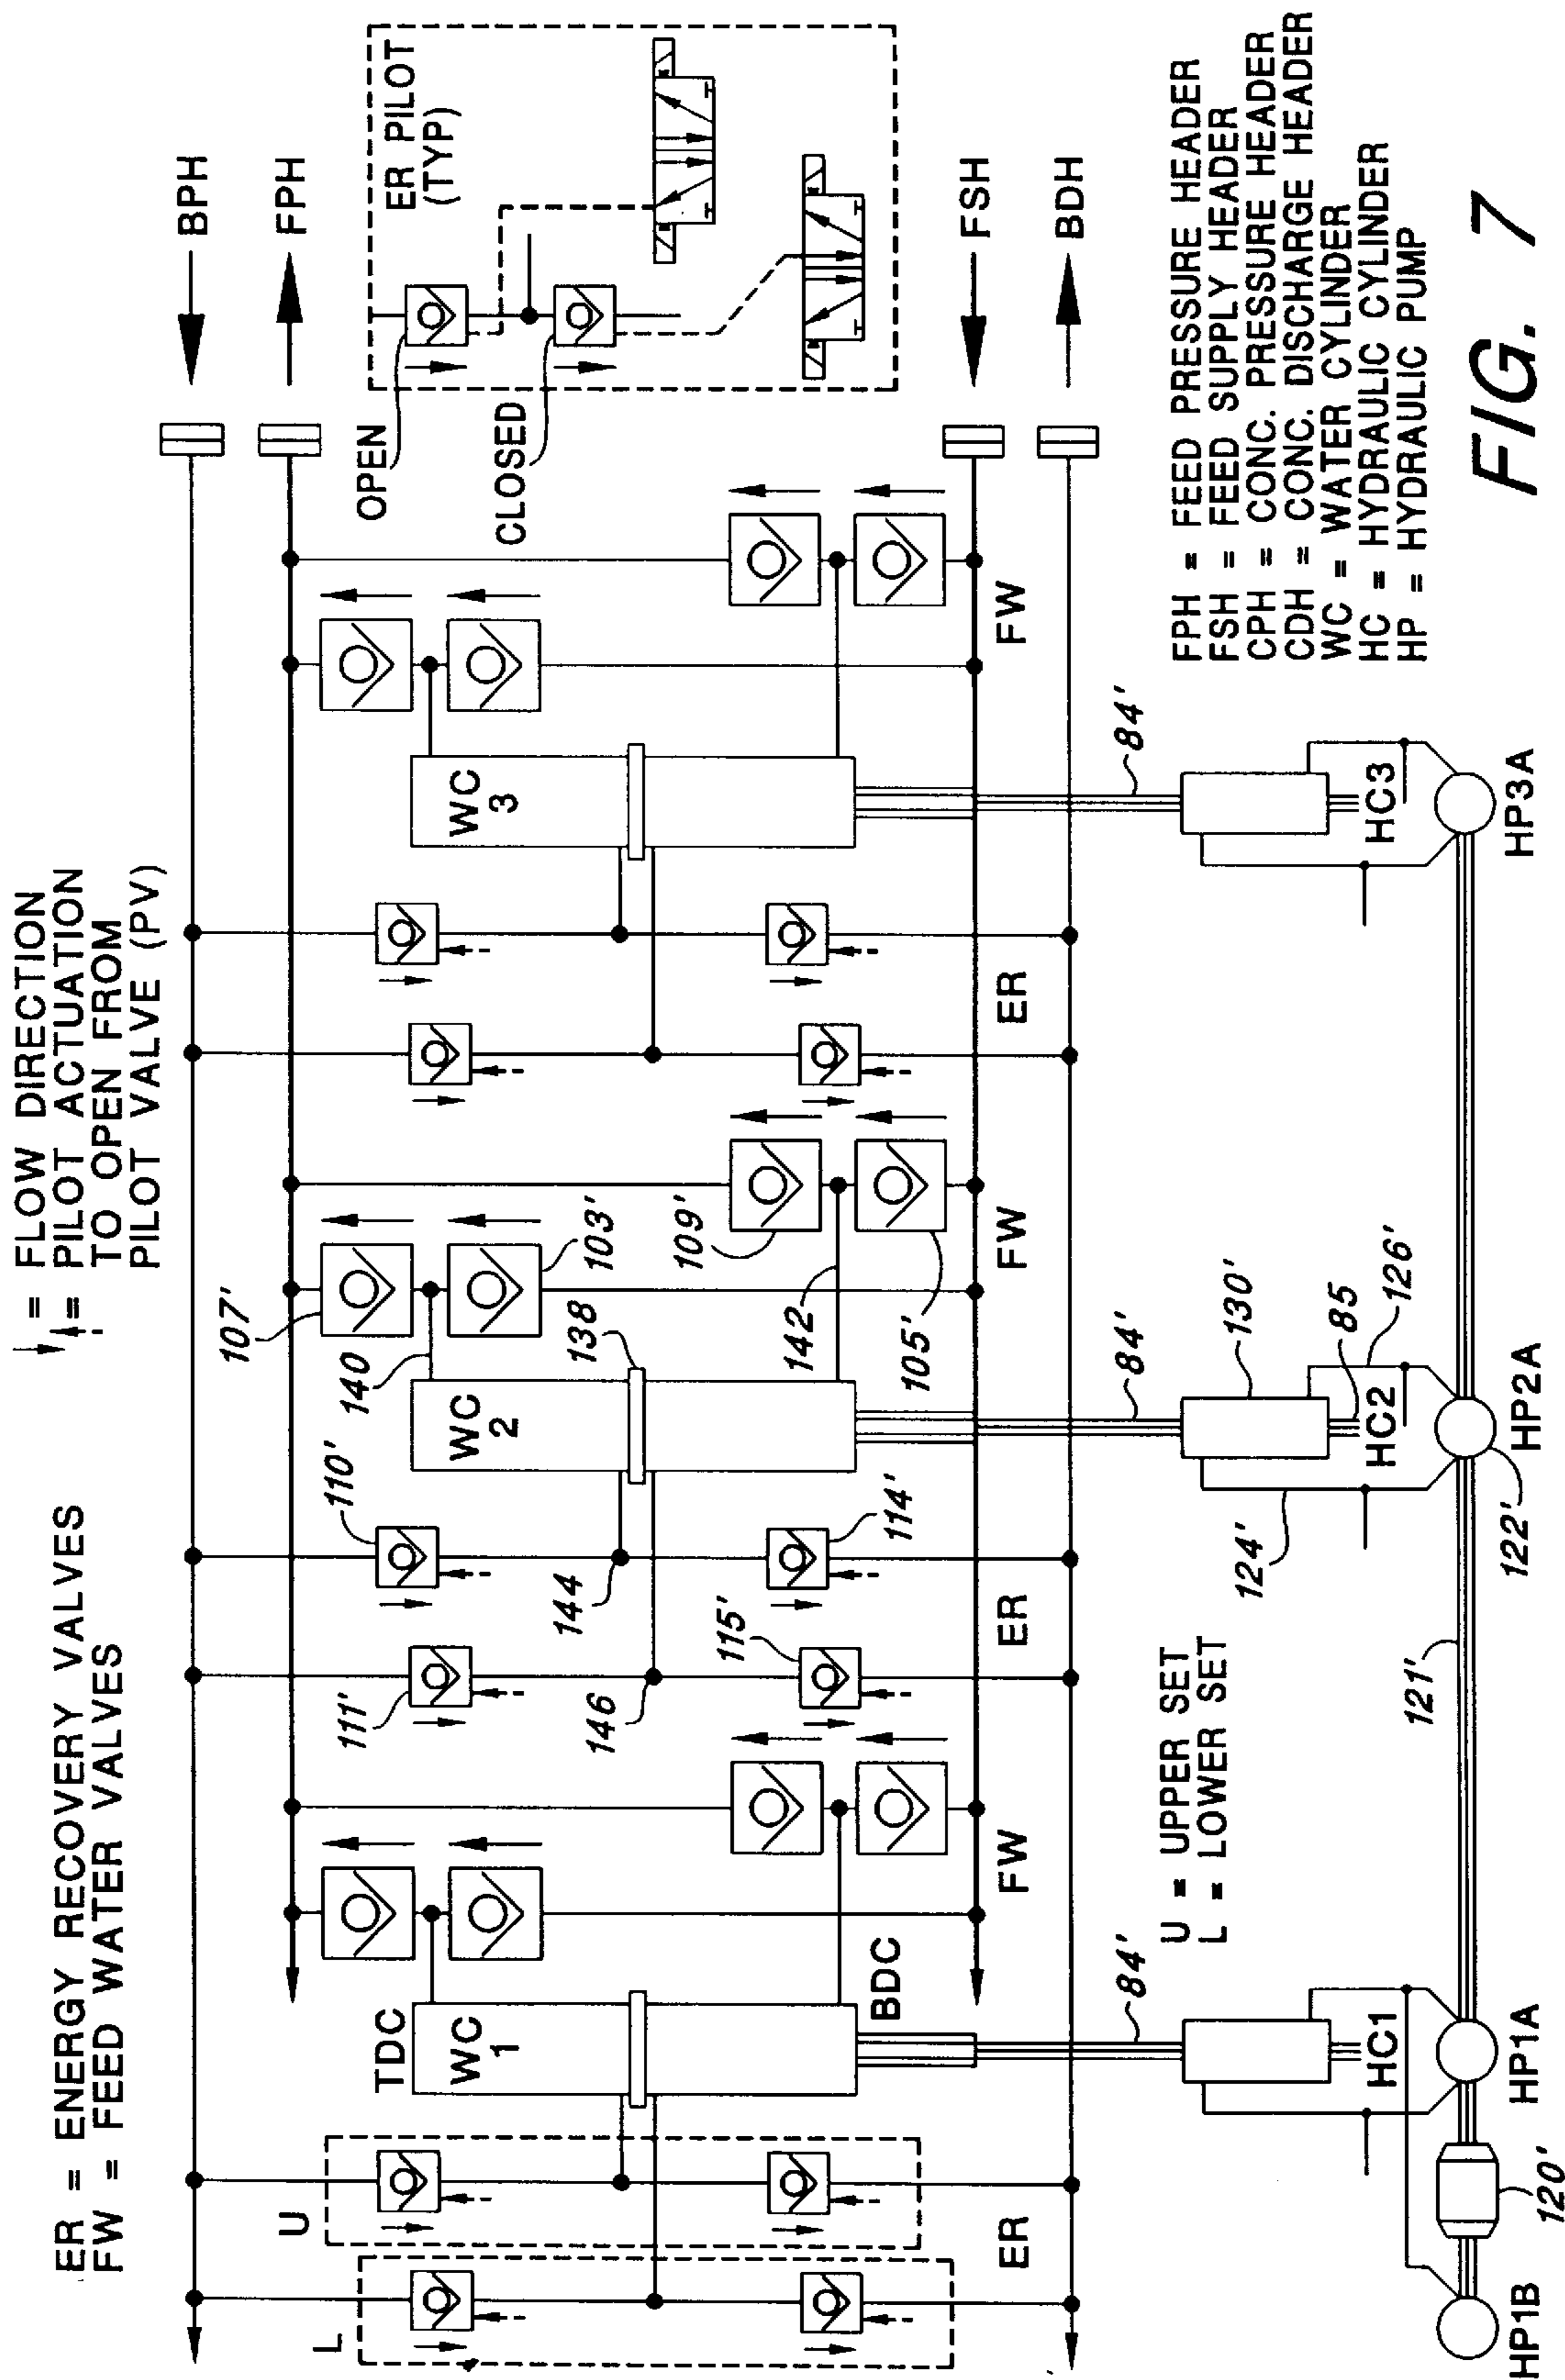 ER = ENERGY RECOVERY VALVES
FW = FEED WATER VALVES
= FLOW DIRECTION
= PILOT ACTUATION
TO OPEN FROM
PILOT VALVE (PV)
BPH
FPH
ER PILOT
(TYP)
OPEN
CLOSED
FSH
BDH
U
L
TDC
WC
1
BDC
ER
FW
107'
140
103'
110'
111'
138
WC
2
144
146
109'
142
105'
114'
115'
ER
FW
WC
3
ER
FW
U = UPPER SET
L = LOWER SET
84'
84'
84'
130'
85
126'
124'
HC1
HC2
HC3
121'
122'
120'
HP1B
HP1A
HP2A
HP3A
FPH = FEED PRESSURE HEADER
FSH = FEED SUPPLY HEADER
CPH = CONC. PRESSURE HEADER
CDH = CONC. DISCHARGE HEADER
WC = WATER CYLINDER
HC = HYDRAULIC CYLINDER
HP = HYDRAULIC PUMP
FIG. 7